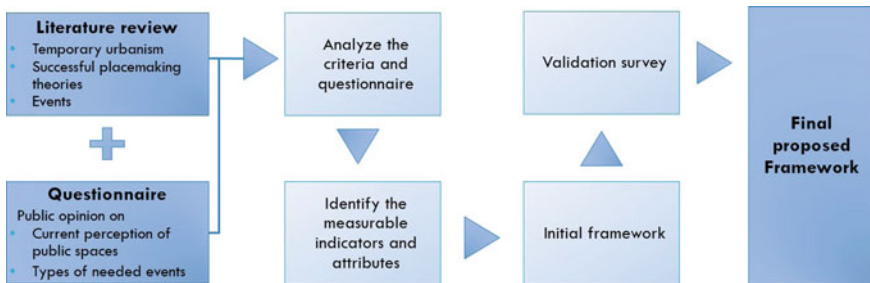 Literature review
• Temporary urbanism
• Successful placemaking
theories
• Events
Questionnaire
Public opinion on
• Current perception of
public spaces
• Types of needed events
Analyze the
criteria and
questionnaire
Identify the
measurable
indicators and
attributes
Initial framework
Validation survey
Final
proposed
Framework